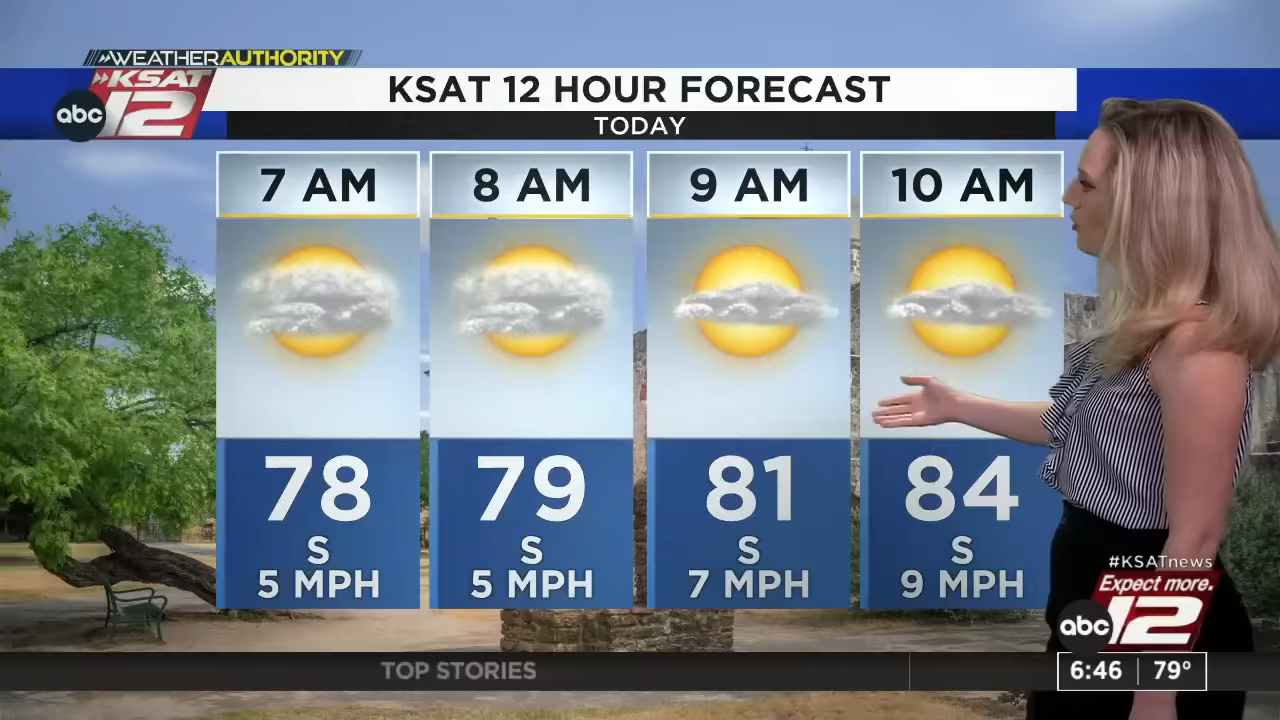 WEATHERAUTHORITY
KSAT
abc 12
KSAT 12 HOUR FORECAST
TODAY
7 AM
8 AM
9 AM
10 AM
78
S
5 MPH
79
S
5 MPH
81
S
7 MPH
84
S
9 MPH
#KSATnews
Expect more.
abc 12
TOP STORIES
6:46 79°